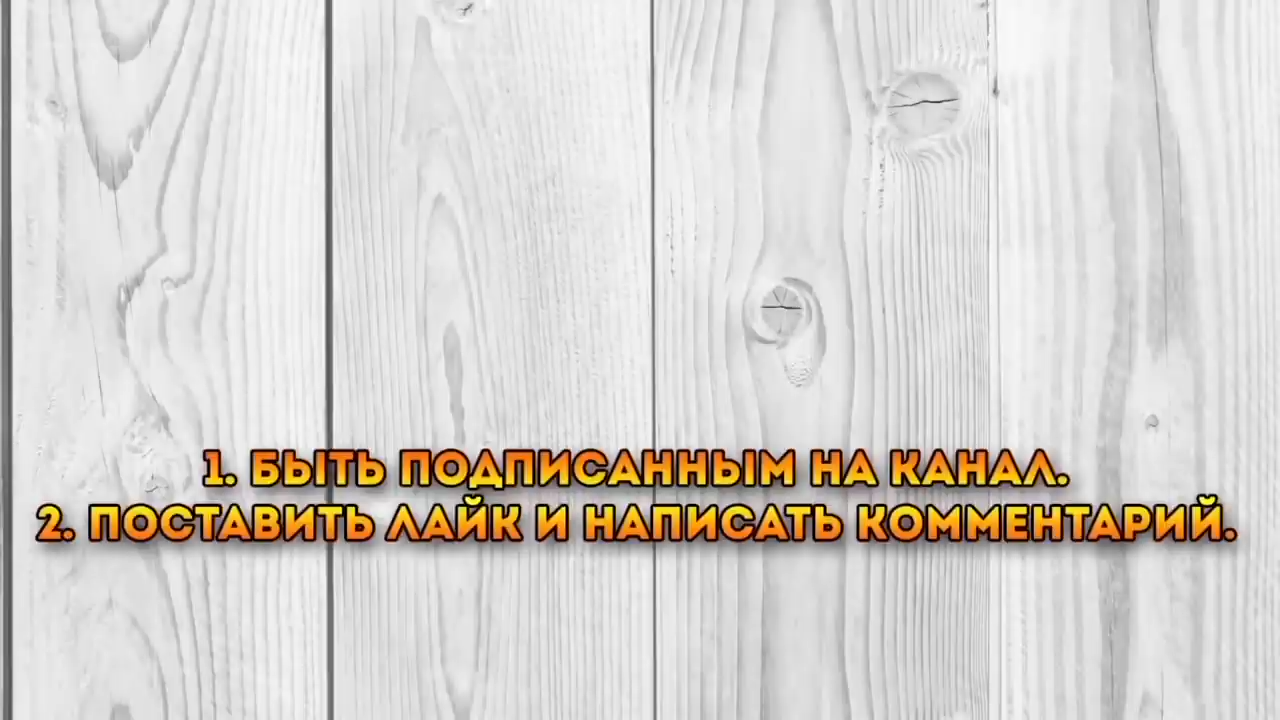 1. БЫТЬ ПОДПИСАННЫМ НА КАНАЛ.
2. ПОСТАВИТЬ ЛАЙК И НАПИСАТЬ КОММЕНТАРИЙ.